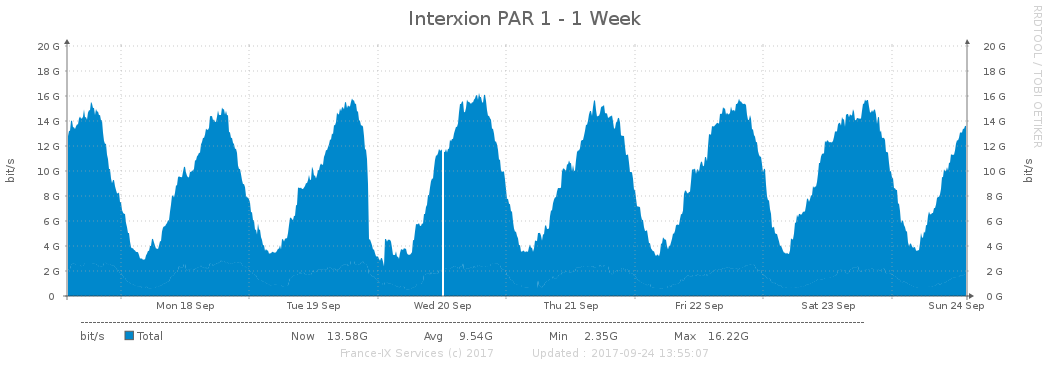 Interxion PAR 1 - 1 Week
RRDTOOL / TOBI OETIKER
bit/s
bit/s
20 G 20 G
18 G 18 G
16 G 16 G
14 G 14 G
12 G 12 G
10 G 10 G
8 G 8 G
6 G 6 G
4 G 4 G
2 G 2 G
0 0 G
Mon 18 Sep Tue 19 Sep Wed 20 Sep Thu 21 Sep Fri 22 Sep Sat 23 Sep Sun 24 Sep
bit/s Total Now 13.58G Avg 9.54G Min 2.35G Max 16.22G
France-IX Services (c) 2017 Updated : 2017-09-24 13:55:07